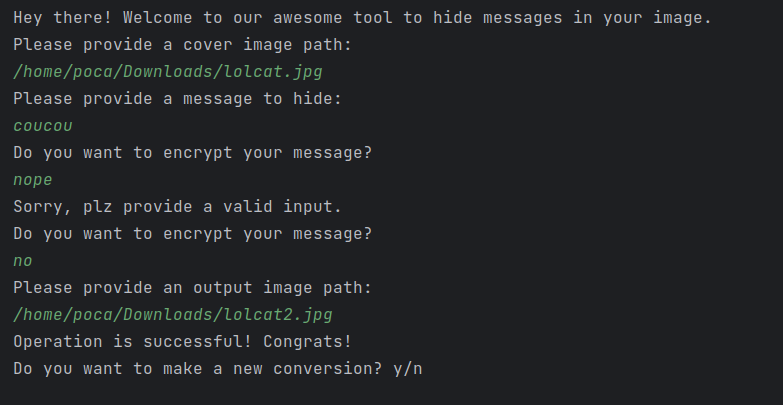 Hey there! Welcome to our awesome tool to hide messages in your image.
Please provide a cover image path:
/home/poca/Downloads/lolcat.jpg
Please provide a message to hide:
coucou
Do you want to encrypt your message?
nope
Sorry, plz provide a valid input.
Do you want to encrypt your message?
no
Please provide an output image path:
/home/poca/Downloads/lolcat2.jpg
Operation is successful! Congrats!
Do you want to make a new conversion? y/n